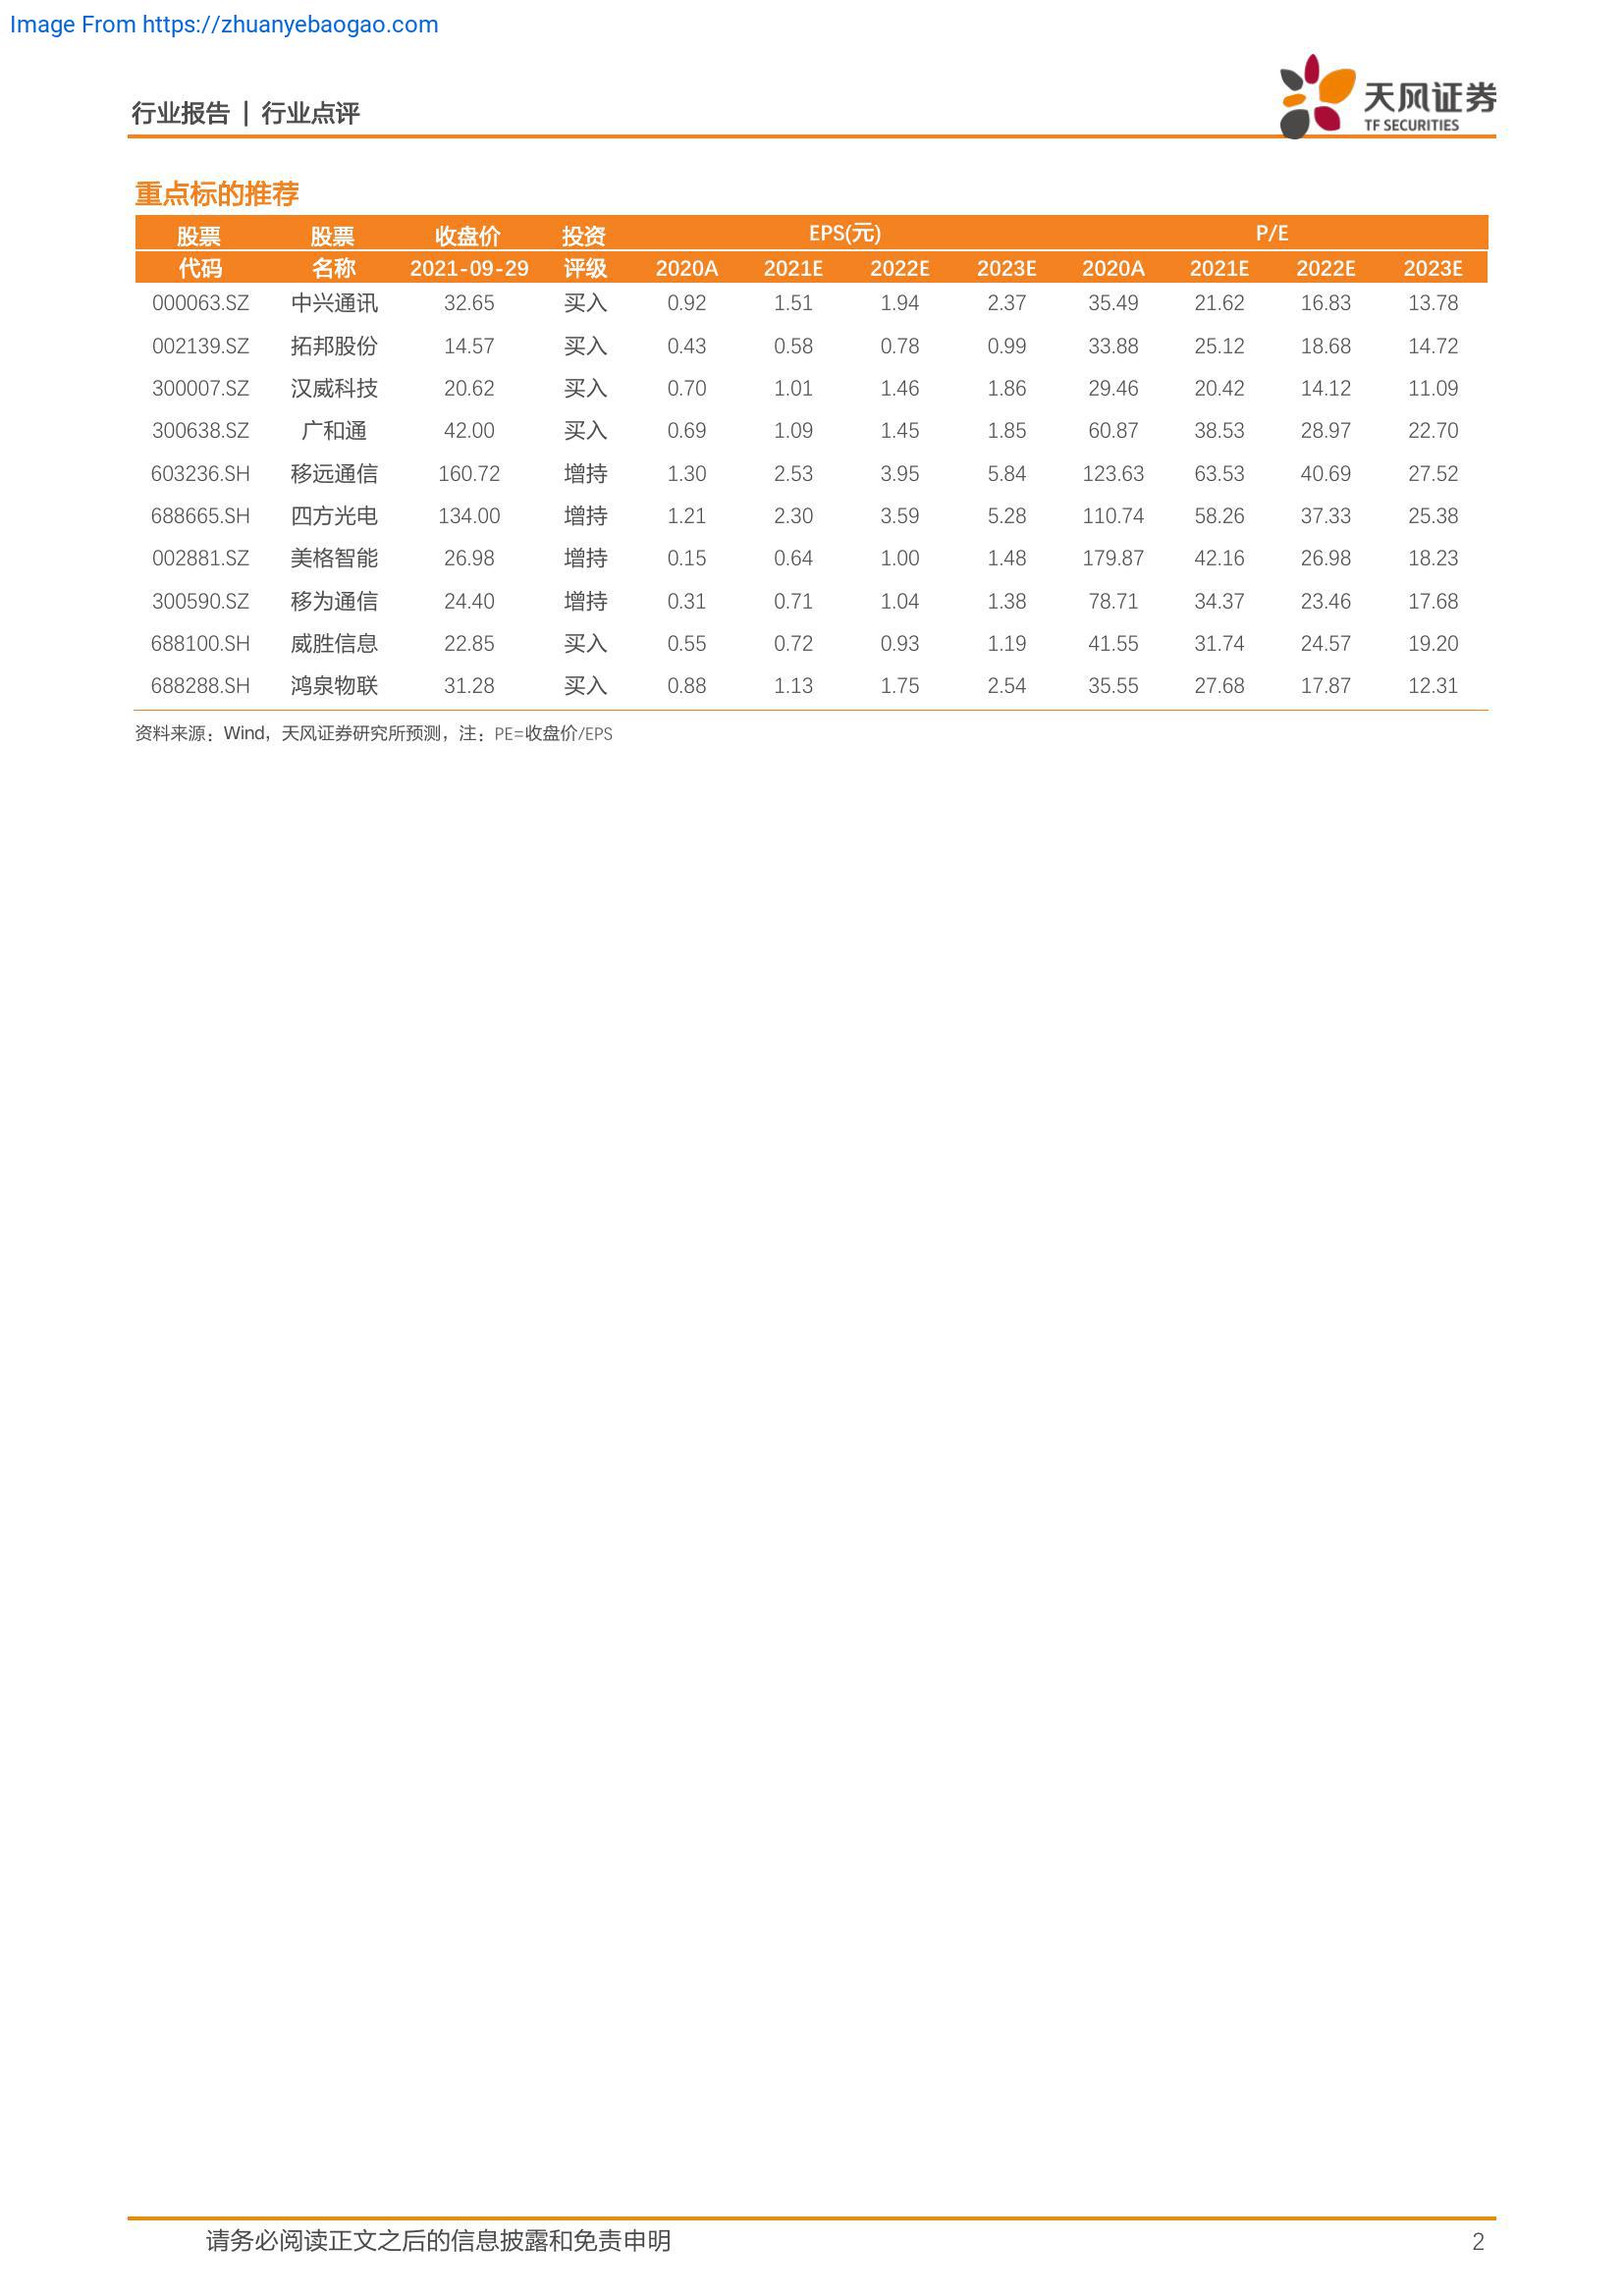 Image From https://zhuanyebaogao.com
行业报告 | 行业点评
天风证券
TF SECURITIES
重点标的推荐
股票 股票 收盘价 投资 EPS(元) P/E
代码 名称 2021-09-29 评级 2020A 2021E 2022E 2023E 2020A 2021E 2022E 2023E
000063.SZ 中兴通讯 32.65 买入 0.92 1.51 1.94 2.37 35.49 21.62 16.83 13.78
002139.SZ 拓邦股份 14.57 买入 0.43 0.58 0.78 0.99 33.88 25.12 18.68 14.72
300007.SZ 汉威科技 20.62 买入 0.70 1.01 1.46 1.86 29.46 20.42 14.12 11.09
300638.SZ 广和通 42.00 买入 0.69 1.09 1.45 1.85 60.87 38.53 28.97 22.70
603236.SH 移远通信 160.72 增持 1.30 2.53 3.95 5.84 123.63 63.53 40.69 27.52
688665.SH 四方光电 134.00 增持 1.21 2.30 3.59 5.28 110.74 58.26 37.33 25.38
002881.SZ 美格智能 26.98 增持 0.15 0.64 1.00 1.48 179.87 42.16 26.98 18.23
300590.SZ 移为通信 24.40 增持 0.31 0.71 1.04 1.38 78.71 34.37 23.46 17.68
688100.SH 威胜信息 22.85 买入 0.55 0.72 0.93 1.19 41.55 31.74 24.57 19.20
688288.SH 鸿泉物联 31.28 买入 0.88 1.13 1.75 2.54 35.55 27.68 17.87 12.31
资料来源：Wind，天风证券研究所预测，注：PE=收盘价/EPS
请务必阅读正文之后的信息披露和免责申明 2